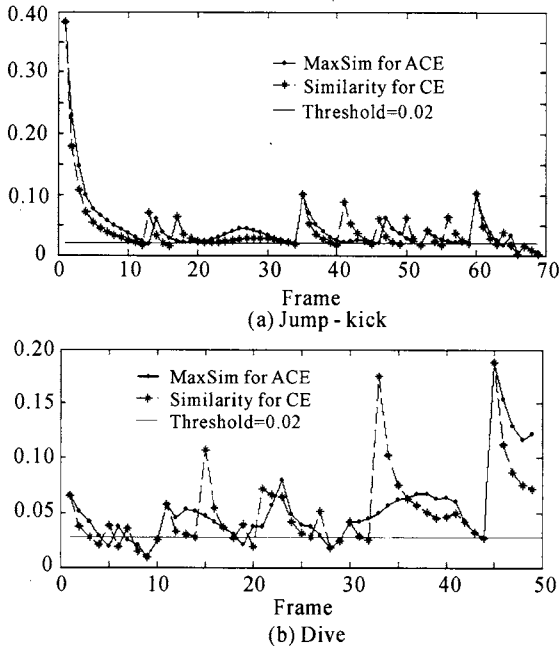 0.40
MaxSim for ACE
Similarity for CE
0.30
Threshold=0.02
0.20
0.10
0
0 10 20 30 40 50 60 70
Frame
(a) Jump - kick
0.20
MaxSim for ACE
Similarity for CE
0.15
Threshold=0.02
0.10
0.05
0
0 10 20 30 40 50
Frame
(b) Dive